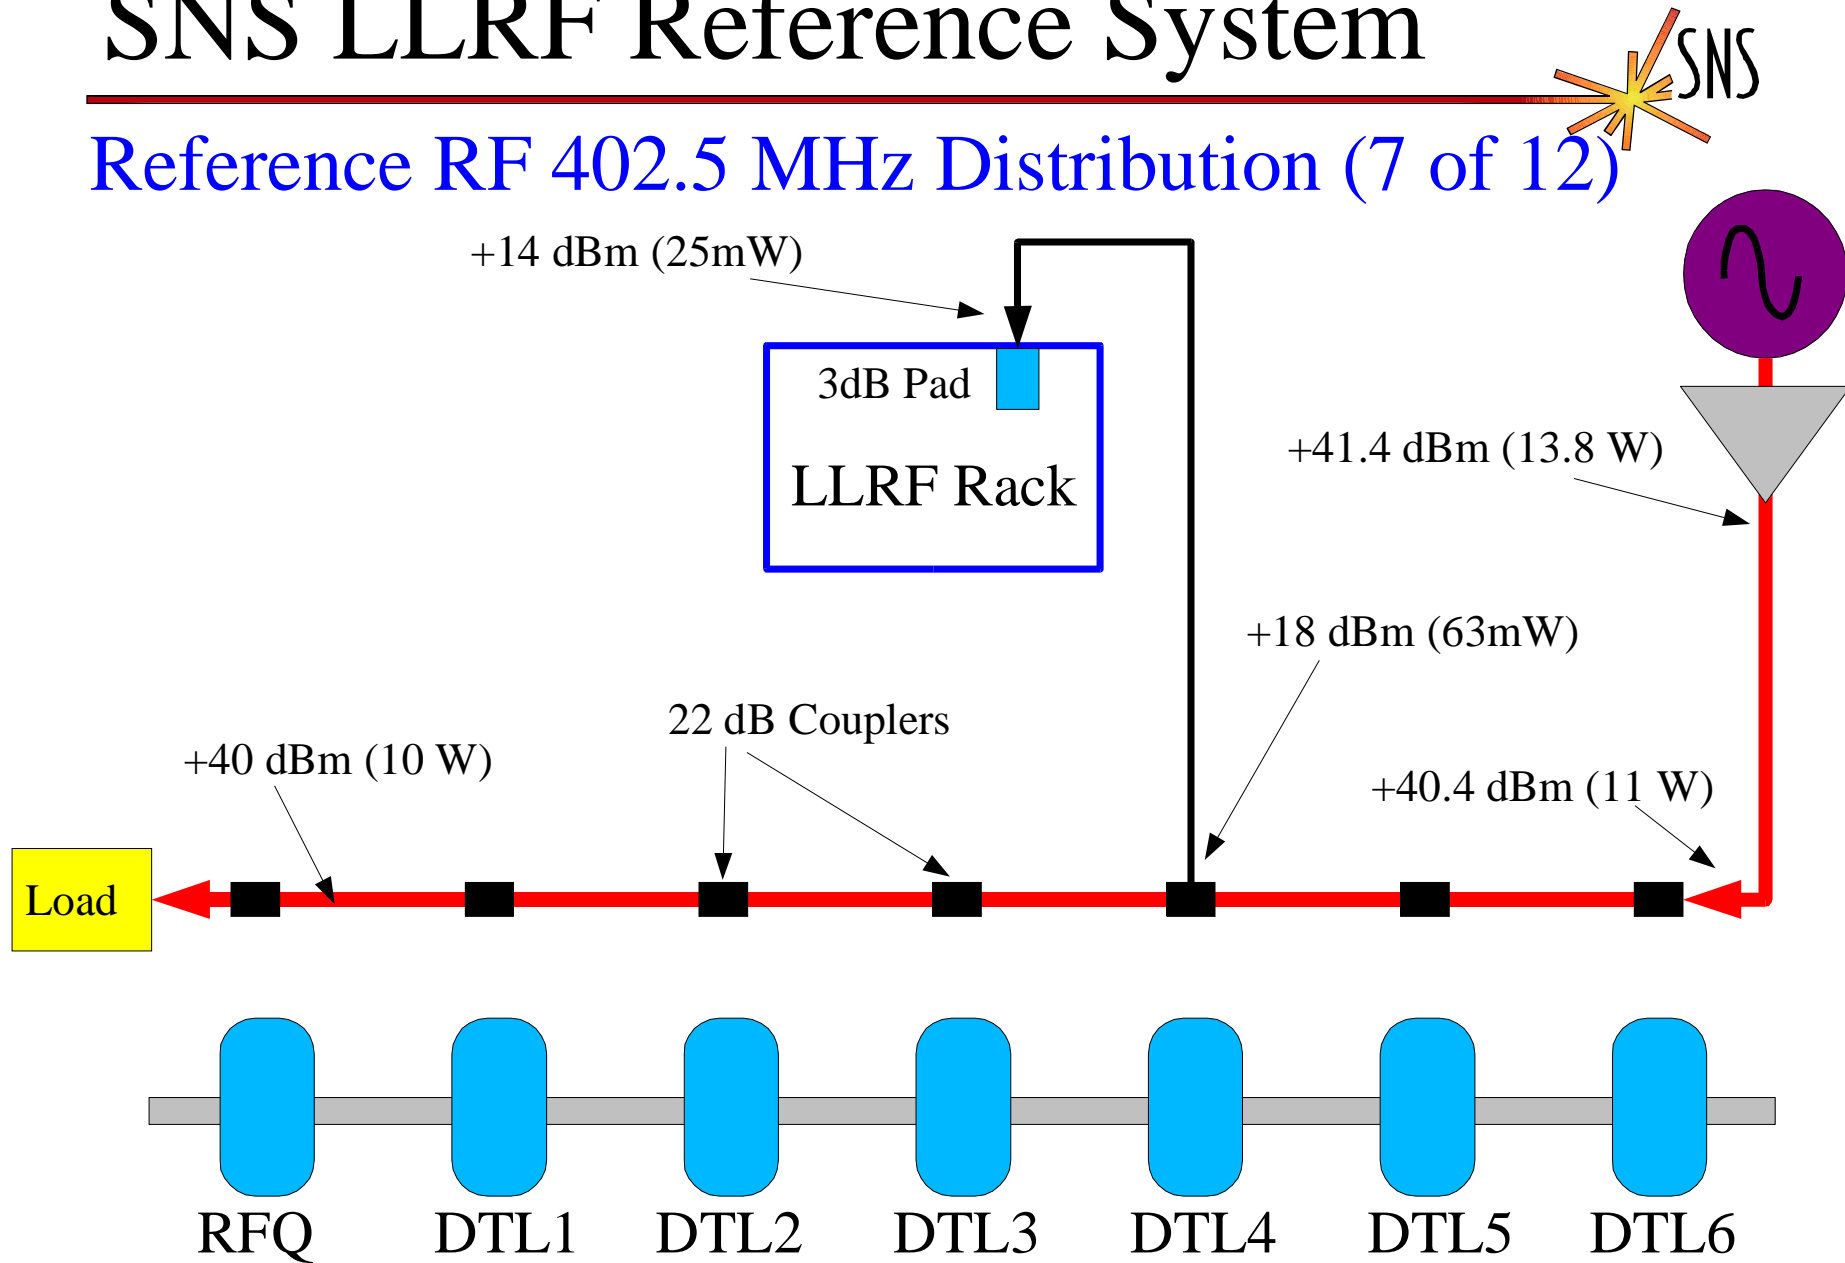 SNS LLRF Reference System
SNS
Reference RF 402.5 MHz Distribution (7 of 12)
+14 dBm (25mW)
3dB Pad
LLRF Rack
+41.4 dBm (13.8 W)
+18 dBm (63mW)
22 dB Couplers
+40 dBm (10 W)
+40.4 dBm (11 W)
Load
RFQ DTL1 DTL2 DTL3 DTL4 DTL5 DTL6